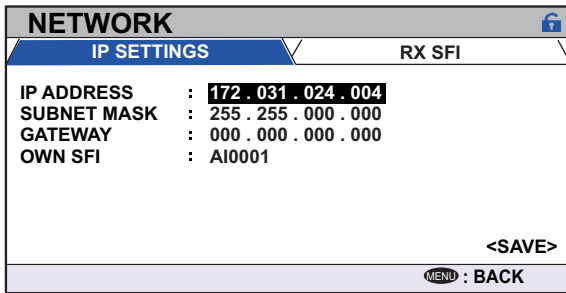 NETWORK
IP SETTINGS RX SFI
IP ADDRESS : 172 . 031 . 024 . 004
SUBNET MASK : 255 . 255 . 000 . 000
GATEWAY : 000 . 000 . 000 . 000
OWN SFI : AI0001
<SAVE>
MENU : BACK